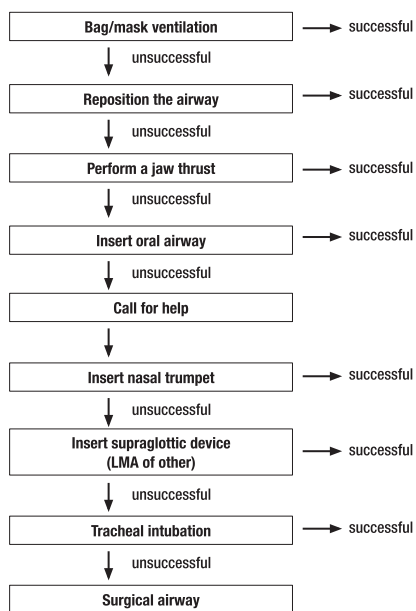 Bag/mask ventilation successful
unsuccessful
Reposition the airway successful
unsuccessful
Perform a jaw thrust successful
unsuccessful
Insert oral airway successful
unsuccessful
Call for help
Insert nasal trumpet successful
unsuccessful
Insert supraglottic device
(LMA of other) successful
unsuccessful
Tracheal intubation successful
unsuccessful
Surgical airway